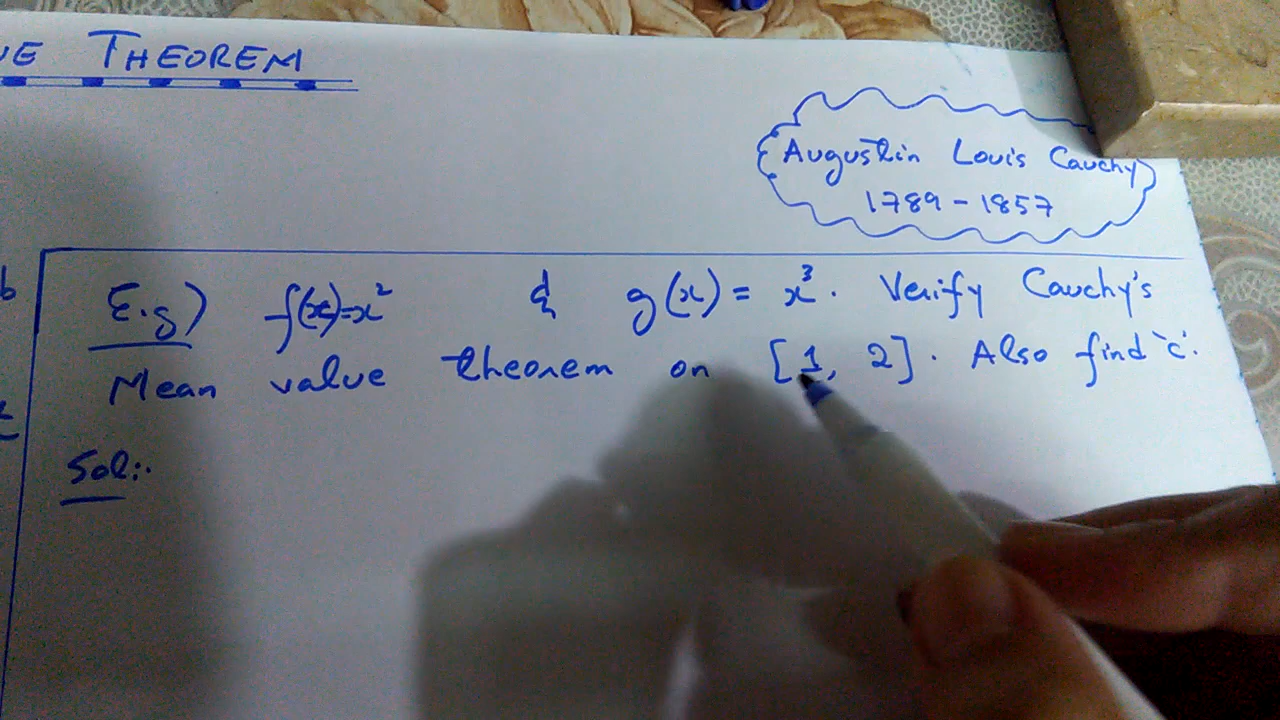 UE THEOREM
Augustin Louis Cauchy
1789 - 1857
b
E.g) f(x)=x² & g(x) = x³. Verify Cauchy's
Mean value theorem on [1, 2]. Also find 'c'.
Sol:.